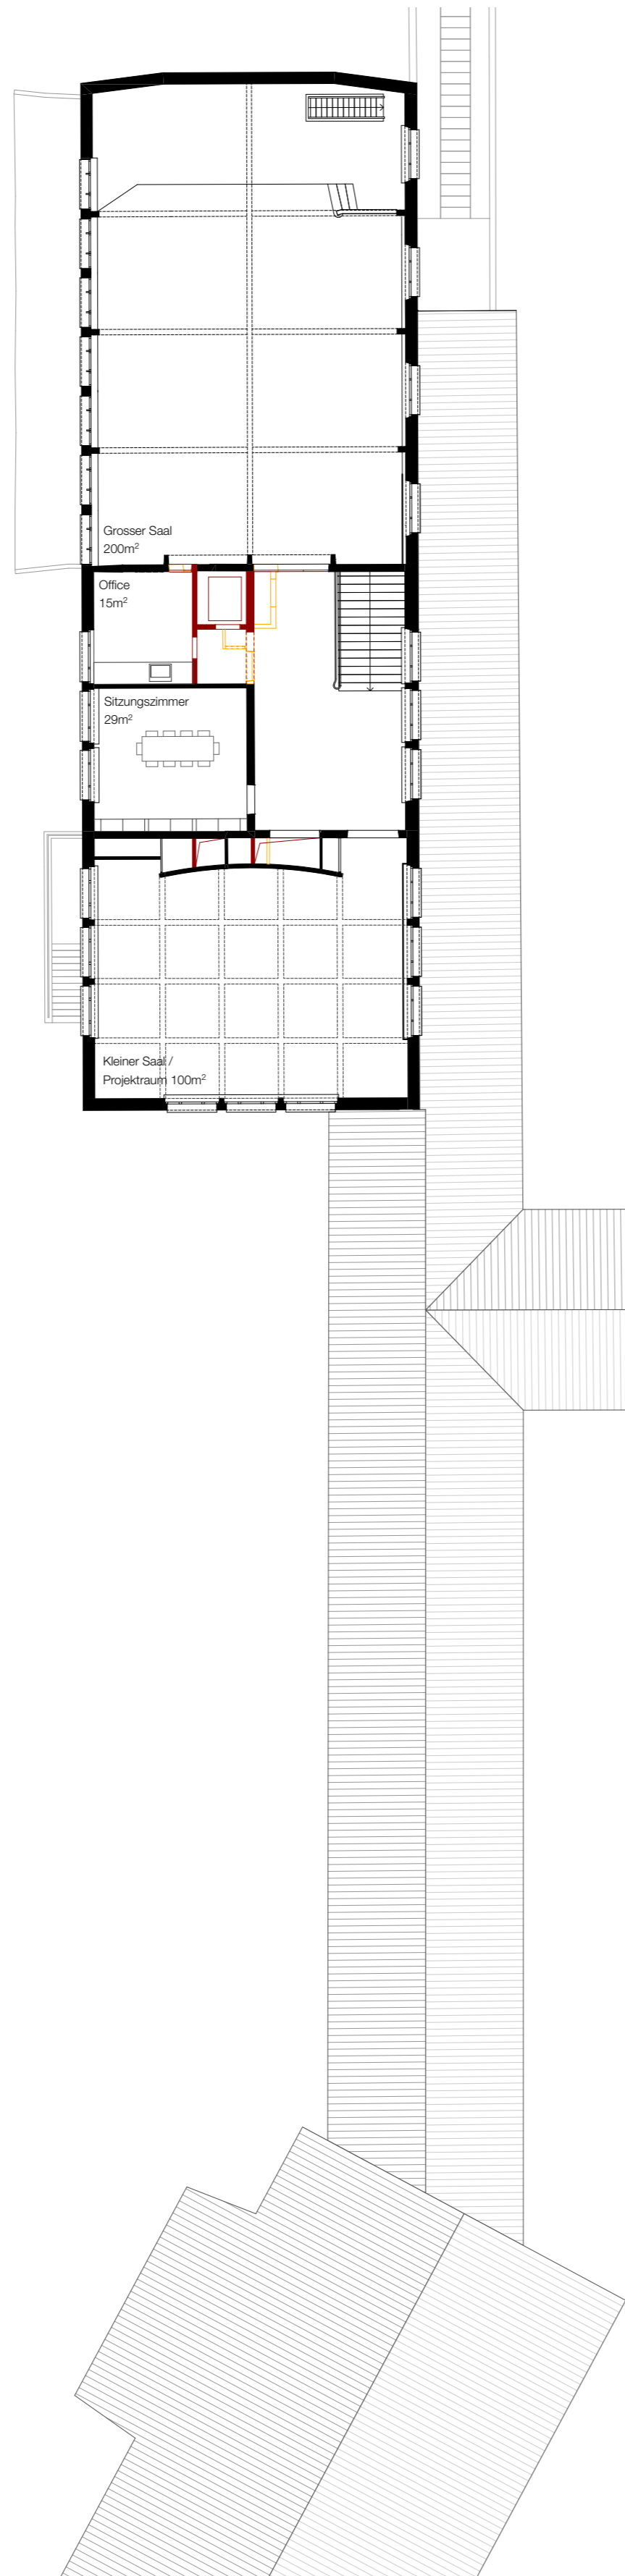 Grosser Saal
200m²
Office
15m²
Sitzungszimmer
29m²
Kleiner Saal /
Projektraum 100m²